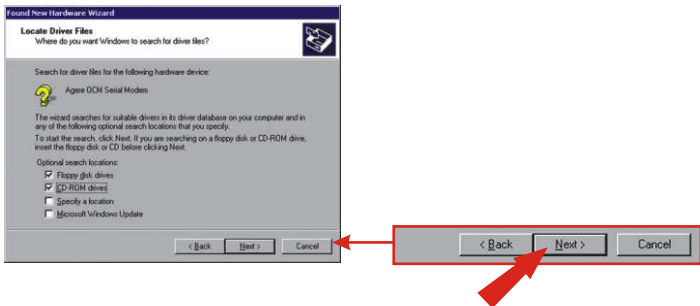 Found New Hardware Wizard
Locate Driver Files
Where do you want Windows to search for driver files?
Search for driver files for the following hardware device:
Agere OCM Serial Modem
The wizard searches for suitable drivers in its driver database on your computer and in
any of the following optional search locations that you specify.
To start the search, click Next. If you are searching on a floppy disk or CD-ROM drive,
insert the floppy disk or CD before clicking Next.
Optional search locations:
Floppy disk drives
CD-ROM drives
Specify a location
Microsoft Windows Update
< Back Next > Cancel
< Back Next > Cancel